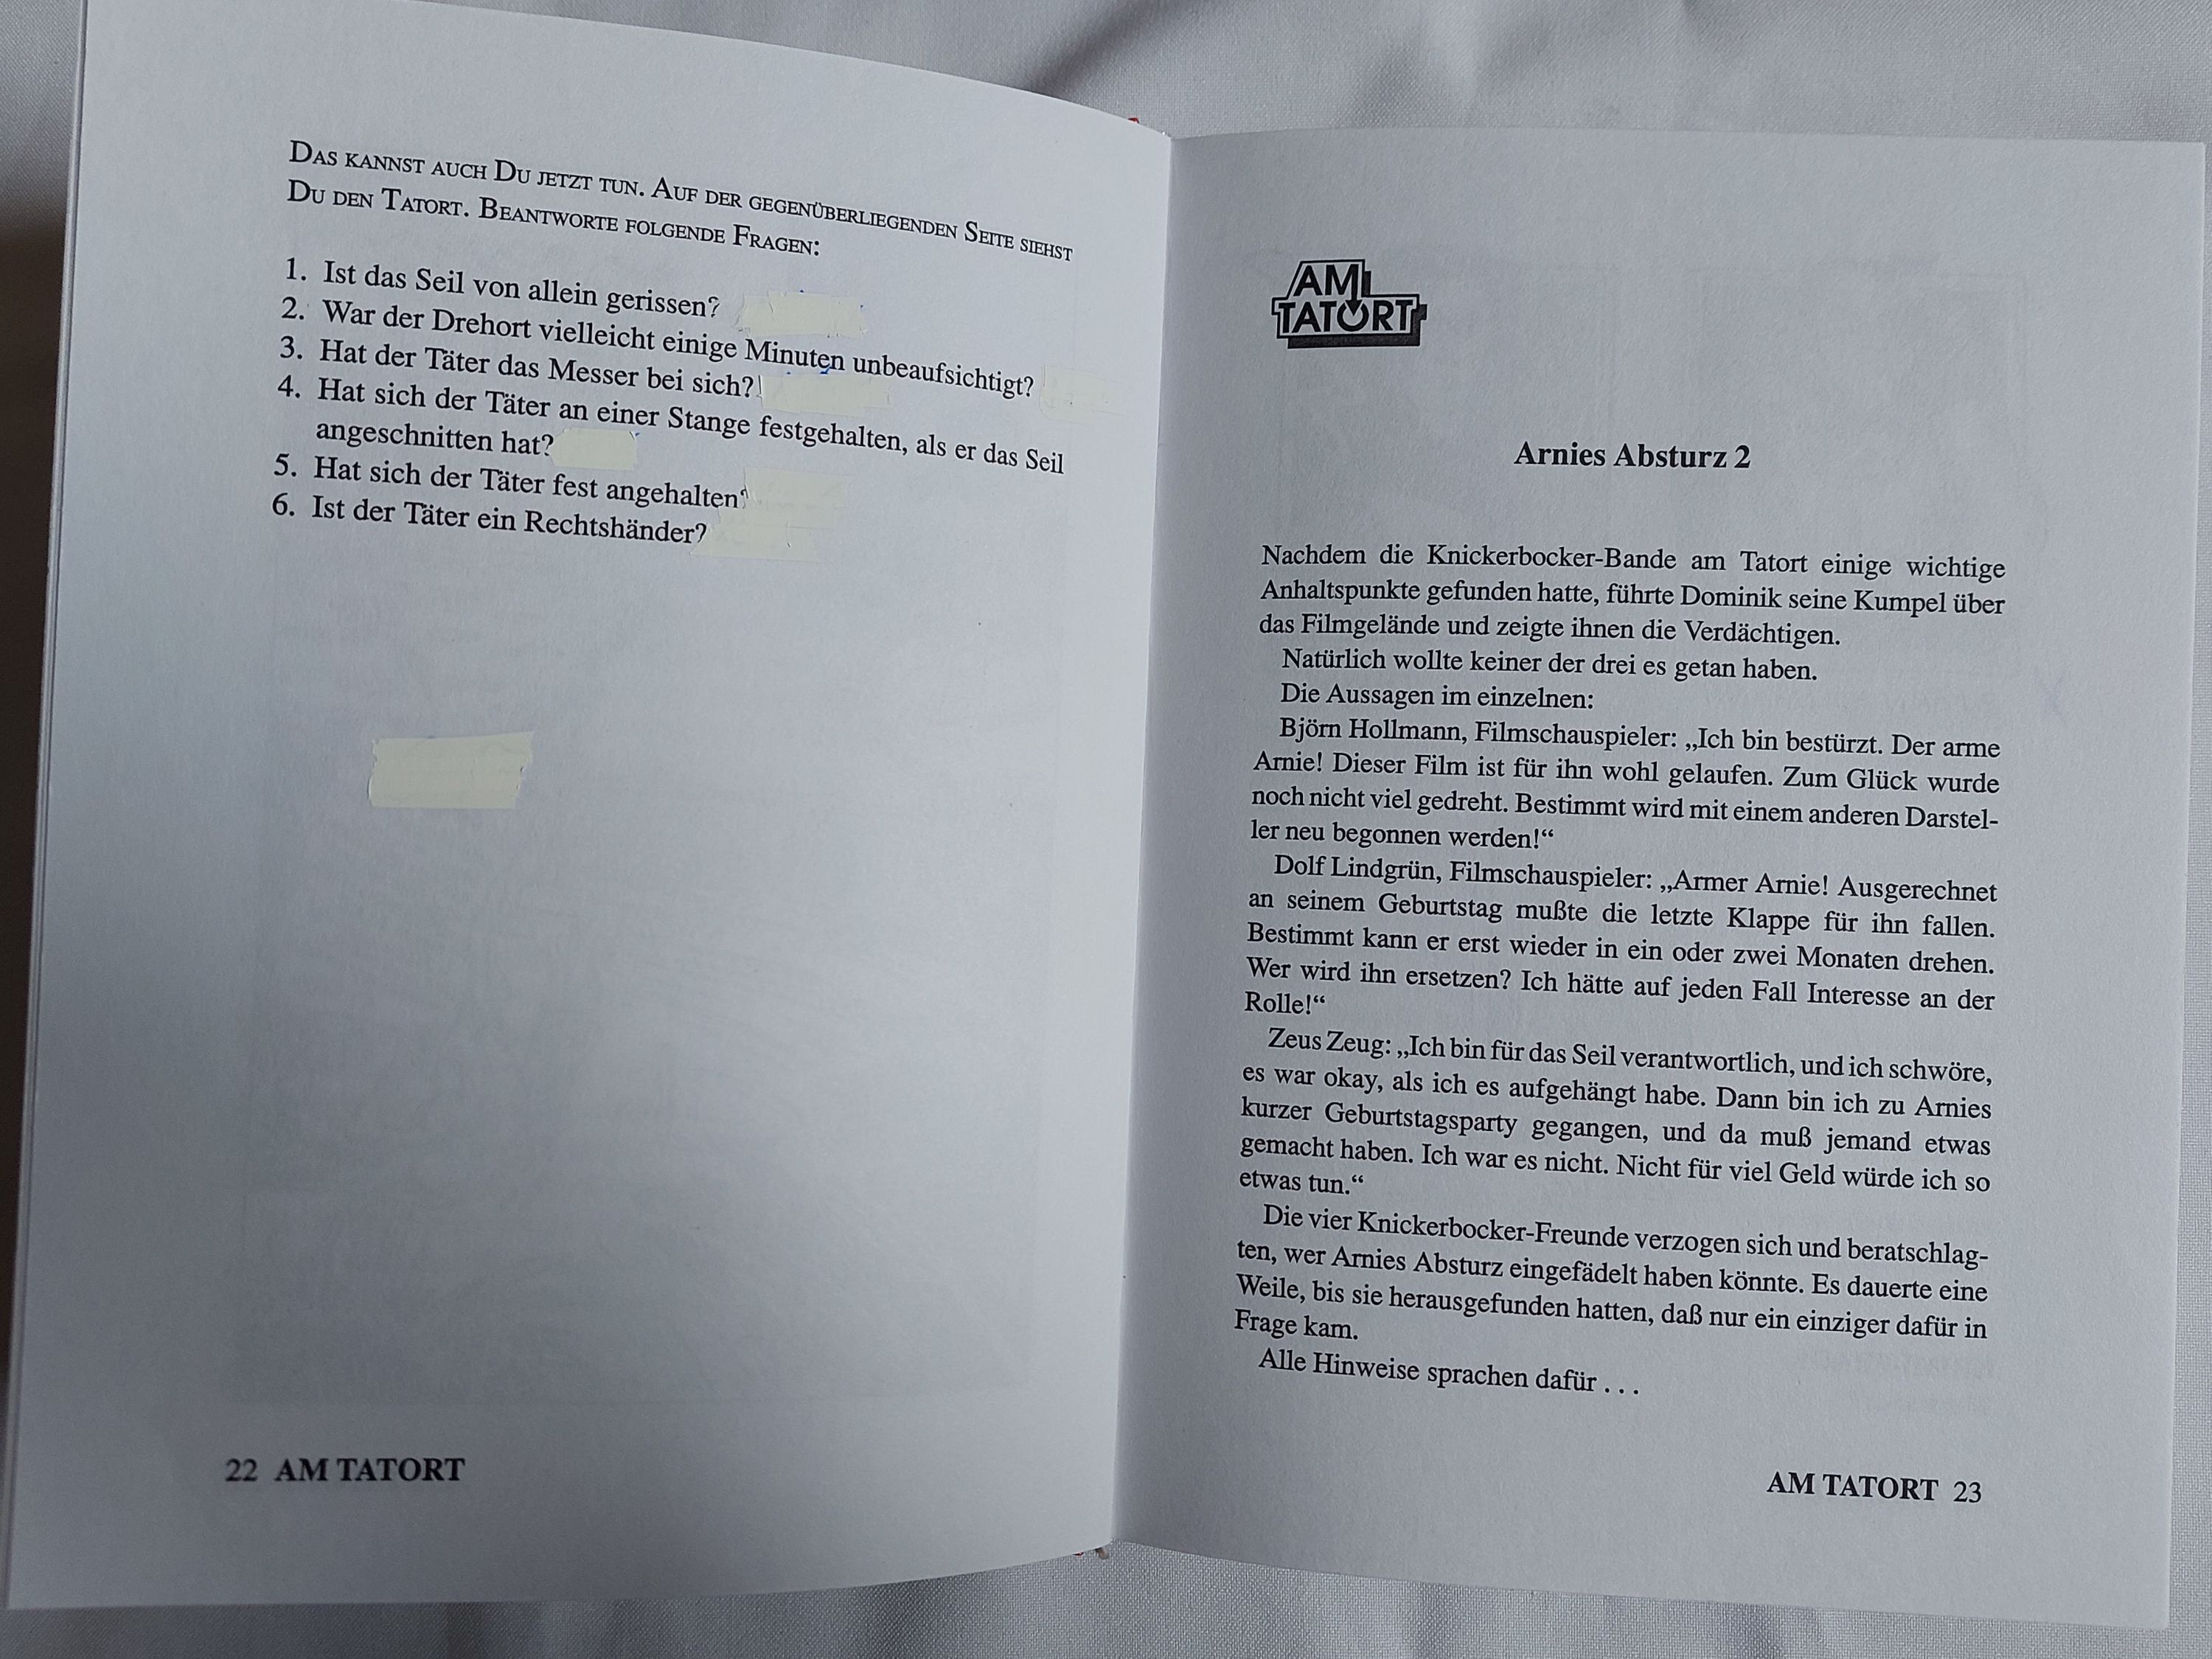 Das kannst auch Du jetzt tun. Auf der gegenüberliegenden Seite siehst
Du den Tatort. Beantworte folgende Fragen:
1. Ist das Seil von allein gerissen?
2. War der Drehort vielleicht einige Minuten unbeaufsichtigt?
3. Hat der Täter das Messer bei sich?
4. Hat sich der Täter an einer Stange festgehalten, als er das Seil
angeschnitten hat?
5. Hat sich der Täter fest angehalten?
6. Ist der Täter ein Rechtshänder?
22 AM TATORT
AM
TATORT
Arnies Absturz 2
Nachdem die Knickerbocker-Bande am Tatort einige wichtige
Anhaltspunkte gefunden hatte, führte Dominik seine Kumpel über
das Filmgelände und zeigte ihnen die Verdächtigen.
Natürlich wollte keiner der drei es getan haben.
Die Aussagen im einzelnen:
Björn Hollmann, Filmschauspieler: „Ich bin bestürzt. Der arme
Arnie! Dieser Film ist für ihn wohl gelaufen. Zum Glück wurde
noch nicht viel gedreht. Bestimmt wird mit einem anderen Darstel-
ler neu begonnen werden!“
Dolf Lindgrün, Filmschauspieler: „Armer Arnie! Ausgerechnet
an seinem Geburtstag mußte die letzte Klappe für ihn fallen.
Bestimmt kann er erst wieder in ein oder zwei Monaten drehen.
Wer wird ihn ersetzen? Ich hätte auf jeden Fall Interesse an der
Rolle!“
Zeus Zeug: „Ich bin für das Seil verantwortlich, und ich schwöre,
es war okay, als ich es aufgehängt habe. Dann bin ich zu Arnies
kurzer Geburtstagsparty gegangen, und da muß jemand etwas
gemacht haben. Ich war es nicht. Nicht für viel Geld würde ich so
etwas tun.“
Die vier Knickerbocker-Freunde verzogen sich und beratschlag-
ten, wer Arnies Absturz eingefädelt haben könnte. Es dauerte eine
Weile, bis sie herausgefunden hatten, daß nur ein einziger dafür in
Frage kam.
Alle Hinweise sprachen dafür . . .
AM TATORT 23